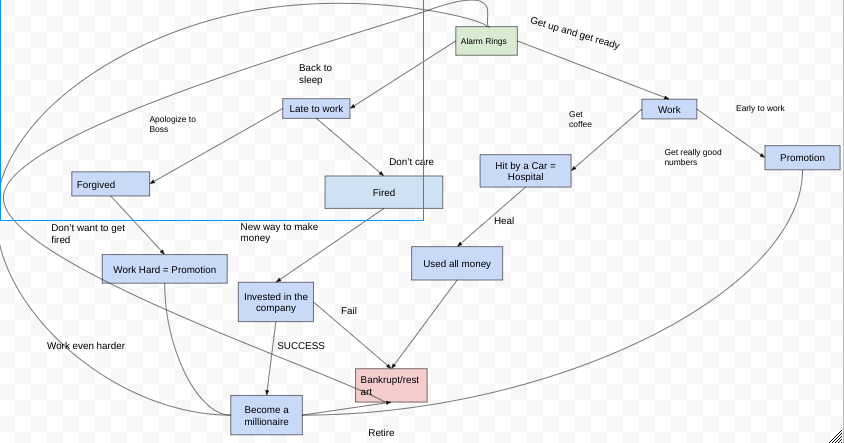 Get up and get ready
Alarm Rings
Back to
sleep
Late to work
Work
Early to work
Apologize to
Boss
Get
coffee
Don't care
Get really good
numbers
Promotion
Hit by a Car =
Hospital
Forgived
Fired
Don't want to get
fired
New way to make
money
Heal
Work Hard = Promotion
Used all money
Invested in the
company
Fail
Work even harder
SUCCESS
Bankrupt/rest
art
Become a
millionaire
Retire